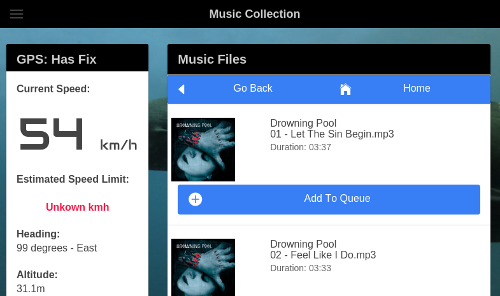 Music Collection
GPS: Has Fix
Current Speed:
54 km/h
Estimated Speed Limit:
Unkown kmh
Heading:
99 degrees - East
Altitude:
31.1m
Music Files
Go Back
Home
DROWNING POOL
Drowning Pool
01 - Let The Sin Begin.mp3
Duration: 03:37
Add To Queue
DROWNING POOL
Drowning Pool
02 - Feel Like I Do.mp3
Duration: 03:33